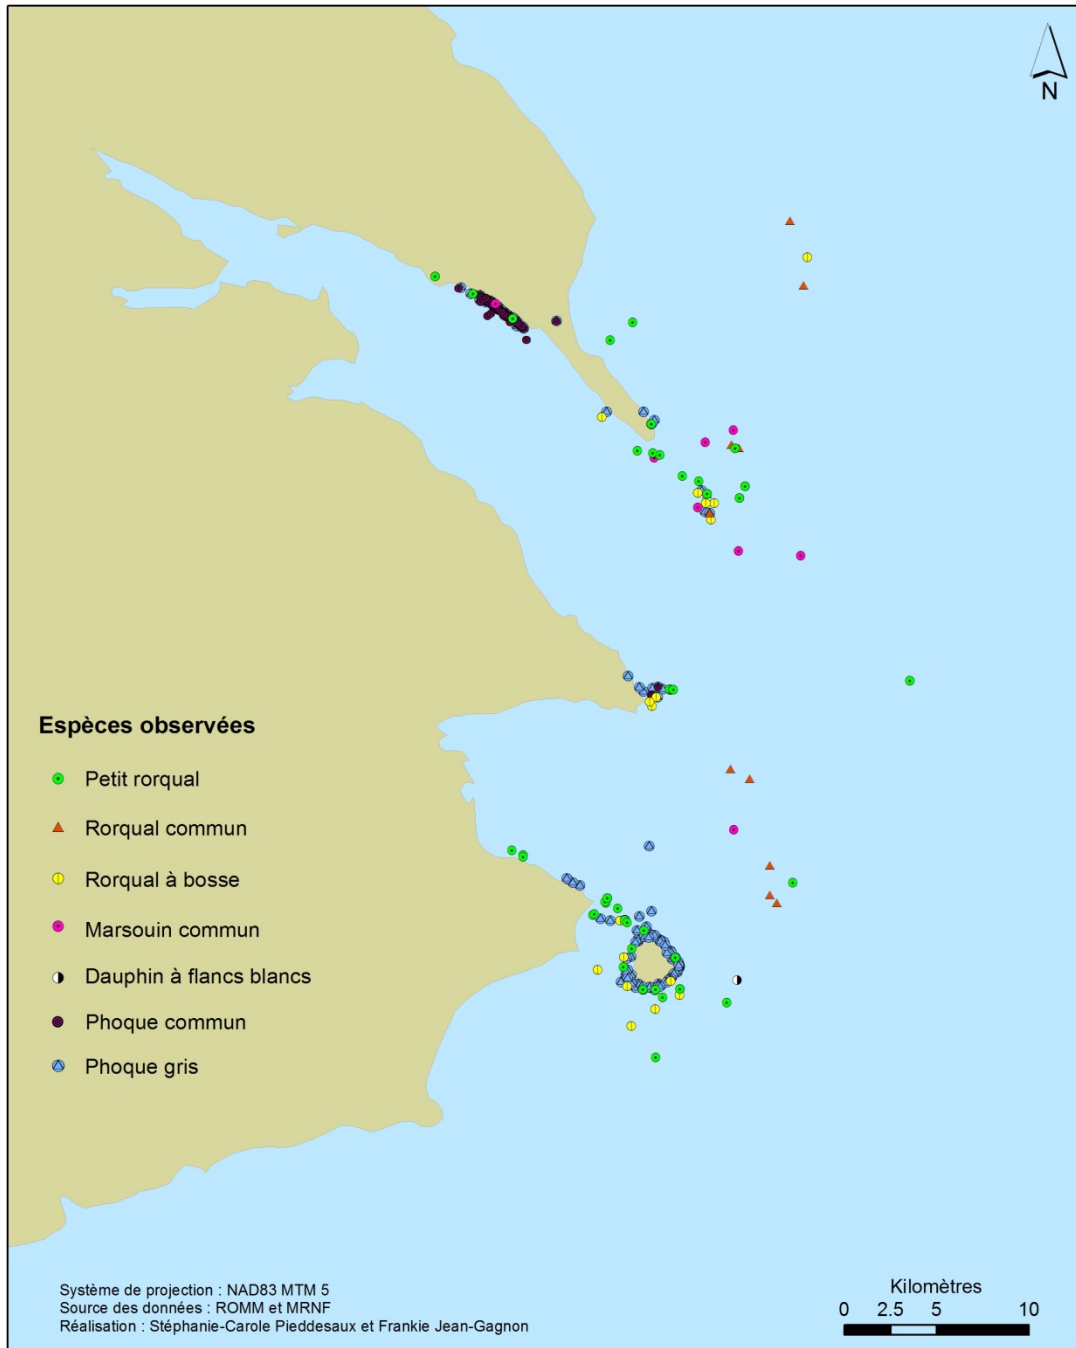 N
Espèces observées
Petit rorqual
Rorqual commun
Rorqual à bosse
Marsouin commun
Dauphin à flancs blancs
Phoque commun
Phoque gris
Système de projection : NAD83 MTM 5
Source des données : ROMM et MRNF
Réalisation : Stéphanie-Carole Pieddesaux et Frankie Jean-Gagnon
Kilomètres
0 2.5 5 10